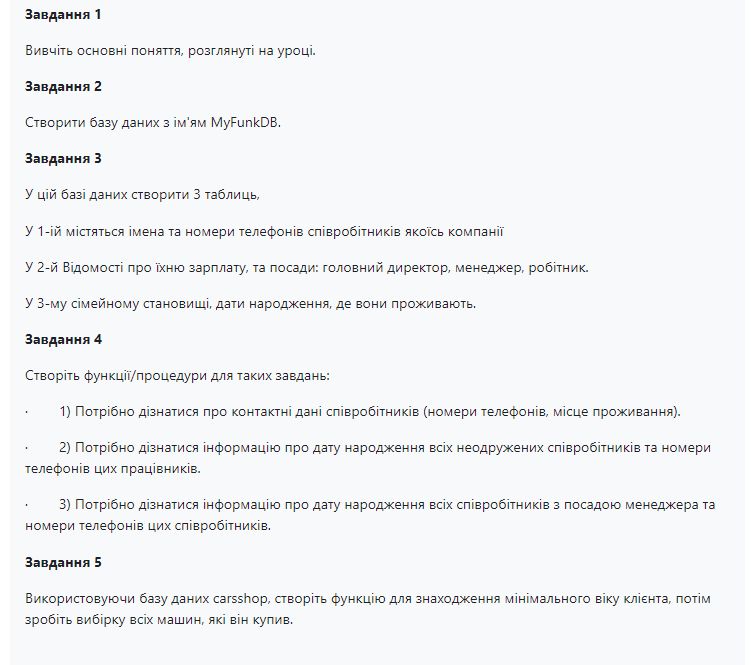 Завдання 1
Вивчіть основні поняття, розглянуті на уроці.
Завдання 2
Створити базу даних з ім'ям MyFunkDB.
Завдання 3
У цій базі даних створити 3 таблиць,
У 1-ій містяться імена та номери телефонів співробітників якоїсь компанії
У 2-й Відомості про їхню зарплату, та посади: головний директор, менеджер, робітник.
У 3-му сімейному становищі, дати народження, де вони проживають.
Завдання 4
Створіть функції/процедури для таких завдань:
· 1) Потрібно дізнатися про контактні дані співробітників (номери телефонів, місце проживання).
· 2) Потрібно дізнатися інформацію про дату народження всіх неодружених співробітників та номери
телефонів цих працівників.
· 3) Потрібно дізнатися інформацію про дату народження всіх співробітників з посадою менеджера та
номери телефонів цих співробітників.
Завдання 5
Використовуючи базу даних carsshop, створіть функцію для знаходження мінімального віку клієнта, потім
зробіть вибірку всіх машин, які він купив.